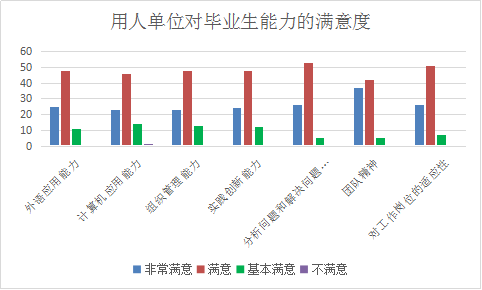 用人单位对毕业生能力的满意度
60
50
40
30
20
10
0
外语应用能力
计算机应用能力
组织管理能力
实践创新能力
分析问题和解决问题…
团队精神
对工作岗位的适应性
非常满意 满意 基本满意 不满意